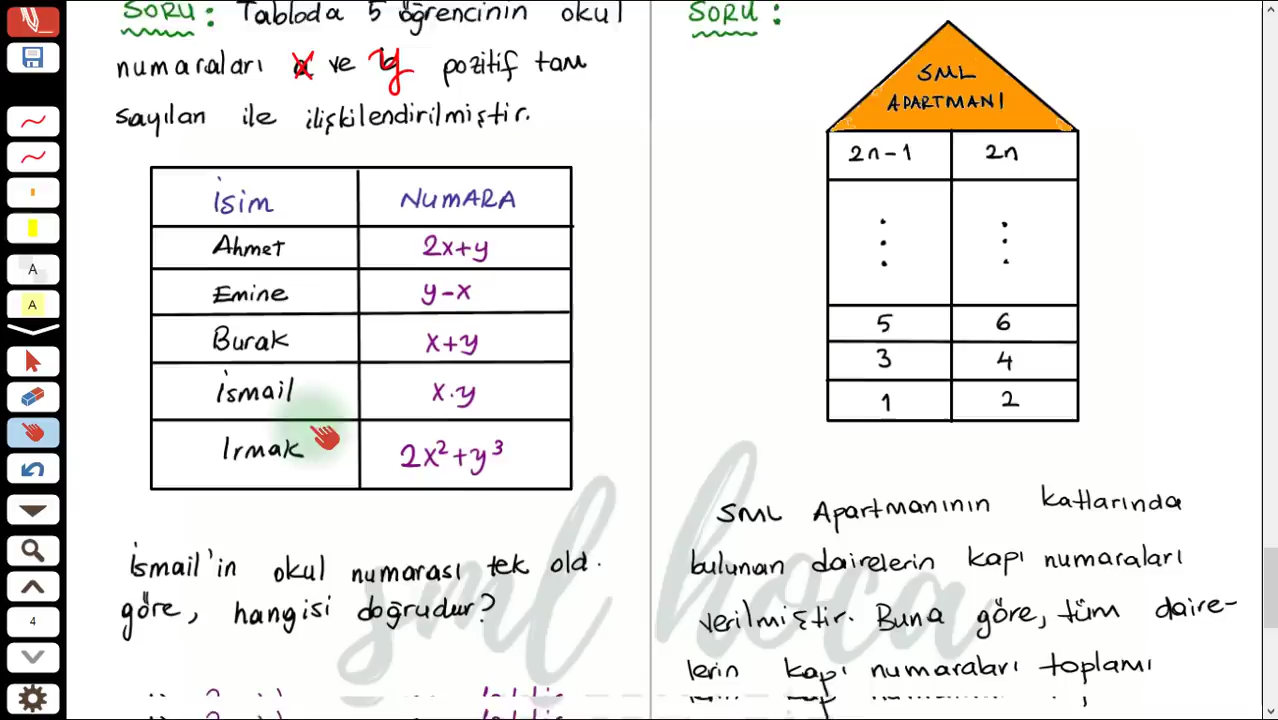 SORU : Tabloda 5 öğrencinin okul
numaraları x ve y pozitif tam
sayıları ile ilişkilendirilmiştir.
İsim NUMARA
Ahmet 2x+y
Emine y-x
Burak x+y
İsmail x.y
Irmak 2x²+y³
İsmail'in okul numarası tek old.
göre, hangisi doğrudur?
SORU :
SML
APARTMANI
2n-1 2n
5 6
3 4
1 2
SML Apartmanının katlarında
bulunan dairelerin kapı numaraları
verilmiştir. Buna göre, tüm daire-
lerin kapı numaraları toplamı
sml hoca
A
A
4